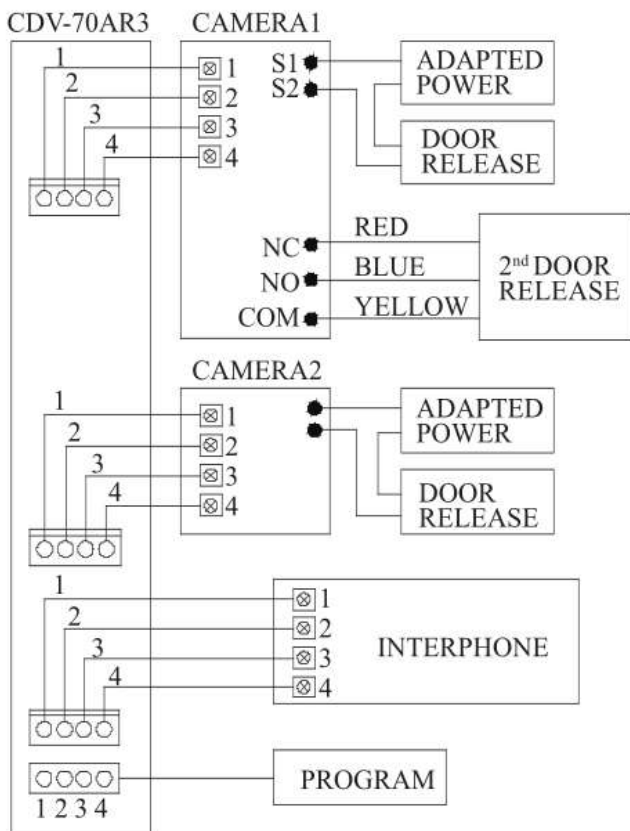 CDV-70AR3
CAMERA1
1
2
3
4
1
2
3
4
S1
S2
ADAPTED
POWER
DOOR
RELEASE
NC
NO
COM
RED
BLUE
YELLOW
2nd DOOR
RELEASE
CAMERA2
1
2
3
4
1
2
3
4
ADAPTED
POWER
DOOR
RELEASE
1
2
3
4
1
2
3
4
INTERPHONE
1 2 3 4
PROGRAM